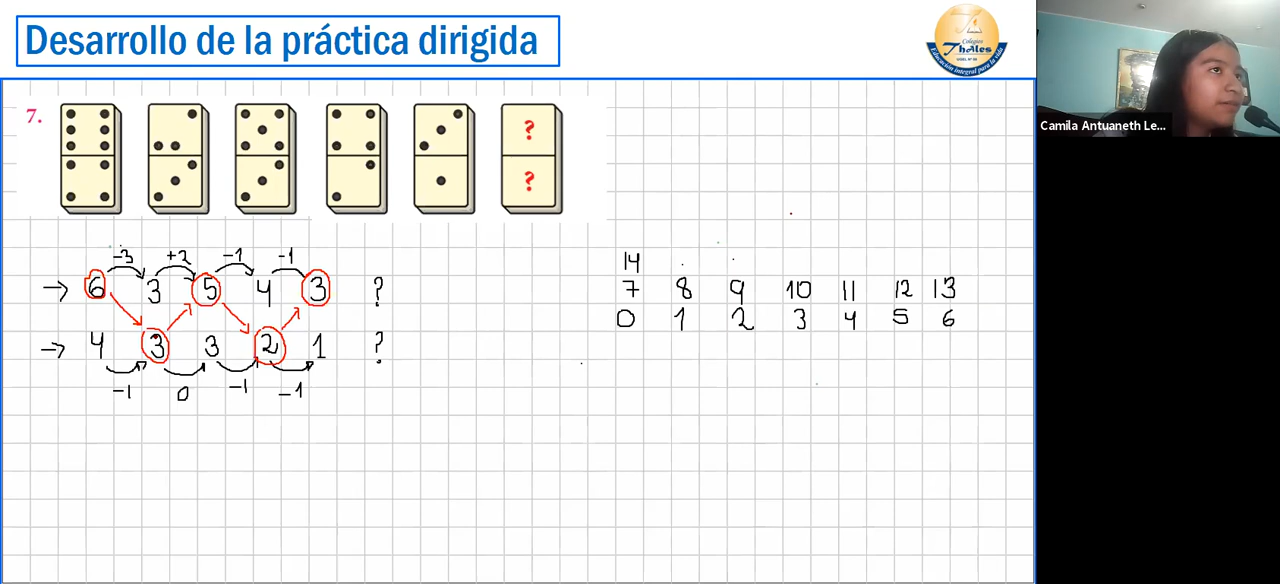 Desarrollo de la práctica dirigida
Colegios
Thales
Educación integral para la vida
Camila Antuaneth Le...
7.
?
?
-3 +2 -1 -1
→ 6 3 5 4 3 ?
→ 4 3 3 2 1 ?
-1 0 -1 -1
14
7 8 9 10 11 12 13
0 1 2 3 4 5 6